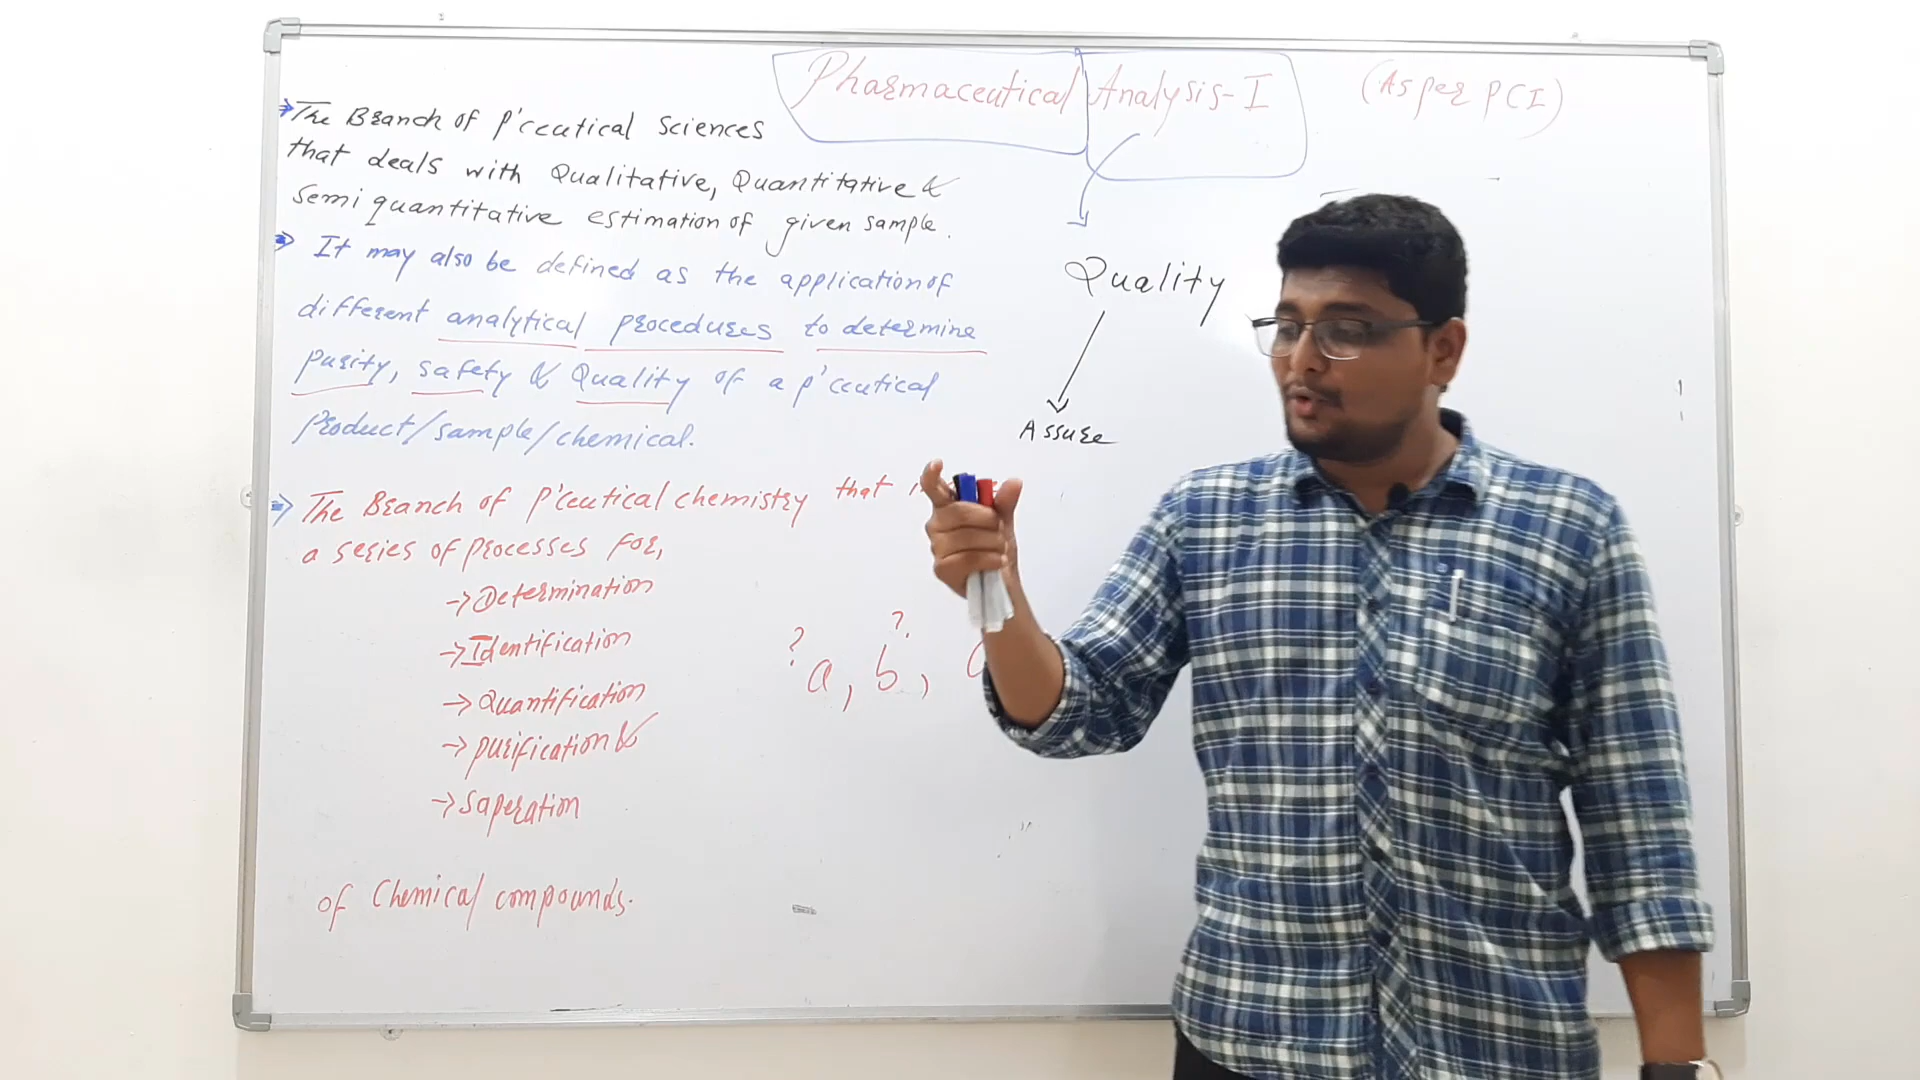 Pharmaceutical Analysis-I (As per PCI)
The Branch of p'ceutical sciences
that deals with Qualitative, Quantitative &
semi quantitative estimation of given sample.
It may also be defined as the application of
different analytical procedures to determine
purity, safety & Quality of a p'ceutical
product/sample/chemical.
The Branch of p'ceutical chemistry that
a series of processes for,
→Determination
→Identification
→Quantification
→purification &
→saperation
of Chemical compounds.
Quality
Assure
? ?.
a, b,